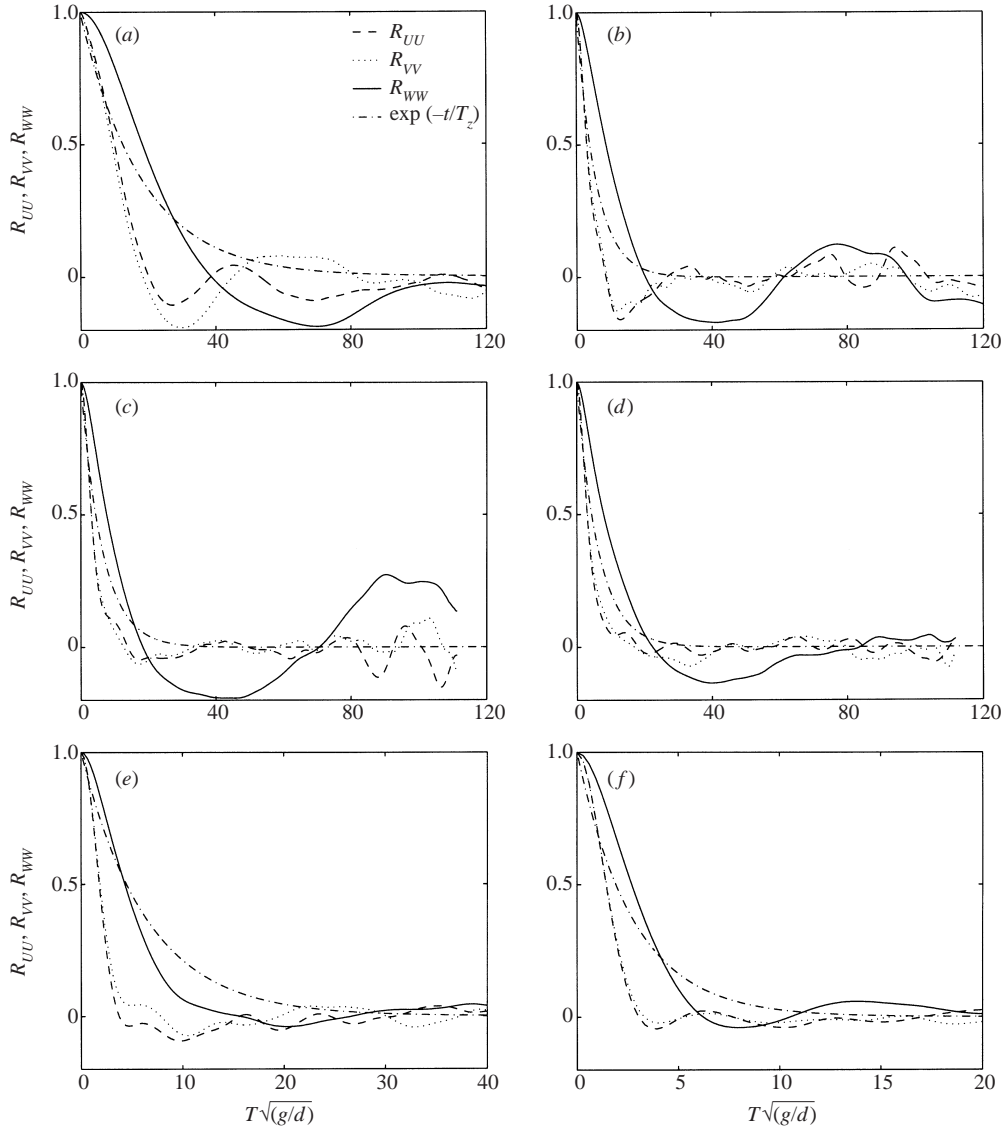 1.0
(a)
R_UU
R_VV
R_WW
exp (–t/T_z)
0.5
0
R_UU, R_VV, R_WW
0 40 80 120
1.0
(b)
0.5
0
0 40 80 120
1.0
(c)
0.5
0
R_UU, R_VV, R_WW
0 40 80 120
1.0
(d)
0.5
0
0 40 80 120
1.0
(e)
0.5
0
R_UU, R_VV, R_WW
0 10 20 30 40
T√(g/d)
1.0
(f)
0.5
0
0 5 10 15 20
T√(g/d)